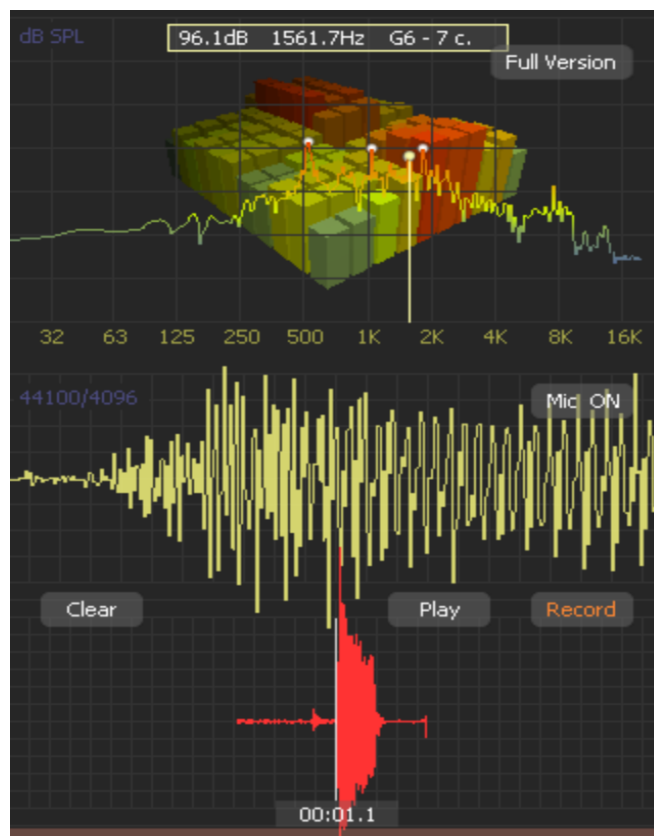 dB SPL
96.1dB 1561.7Hz G6 - 7 c.
Full Version
32 63 125 250 500 1K 2K 4K 8K 16K
44100/4096
Mic ON
Clear Play Record
00:01.1